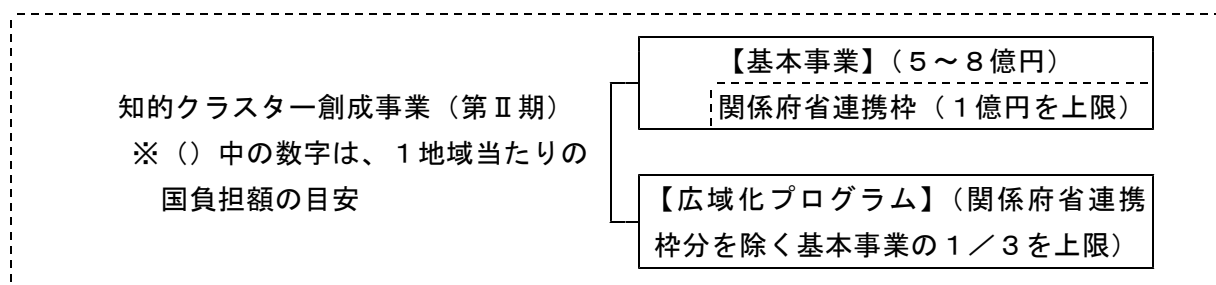 知的クラスター創成事業（第Ⅱ期）
※（）中の数字は、１地域当たりの
国負担額の目安
【基本事業】（５～８億円）
関係府省連携枠（１億円を上限）
【広域化プログラム】（関係府省連携
枠分を除く基本事業の１／３を上限）